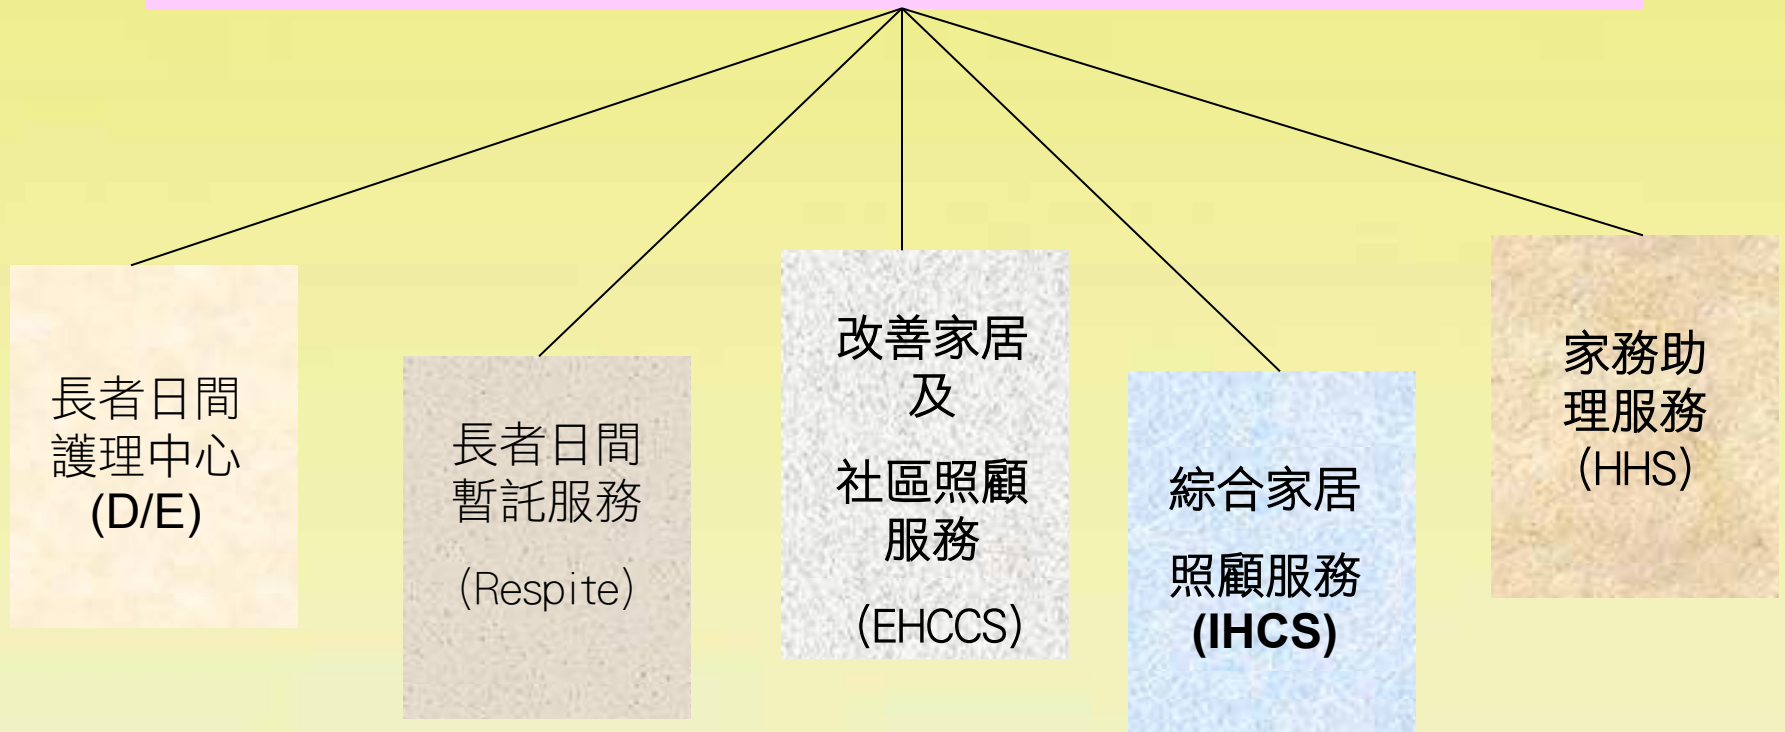 長者日間
護理中心
(D/E)
長者日間
暫託服務
(Respite)
改善家居
及
社區照顧
服務
(EHCCS)
綜合家居
照顧服務
(IHCS)
家務助
理服務
(HHS)